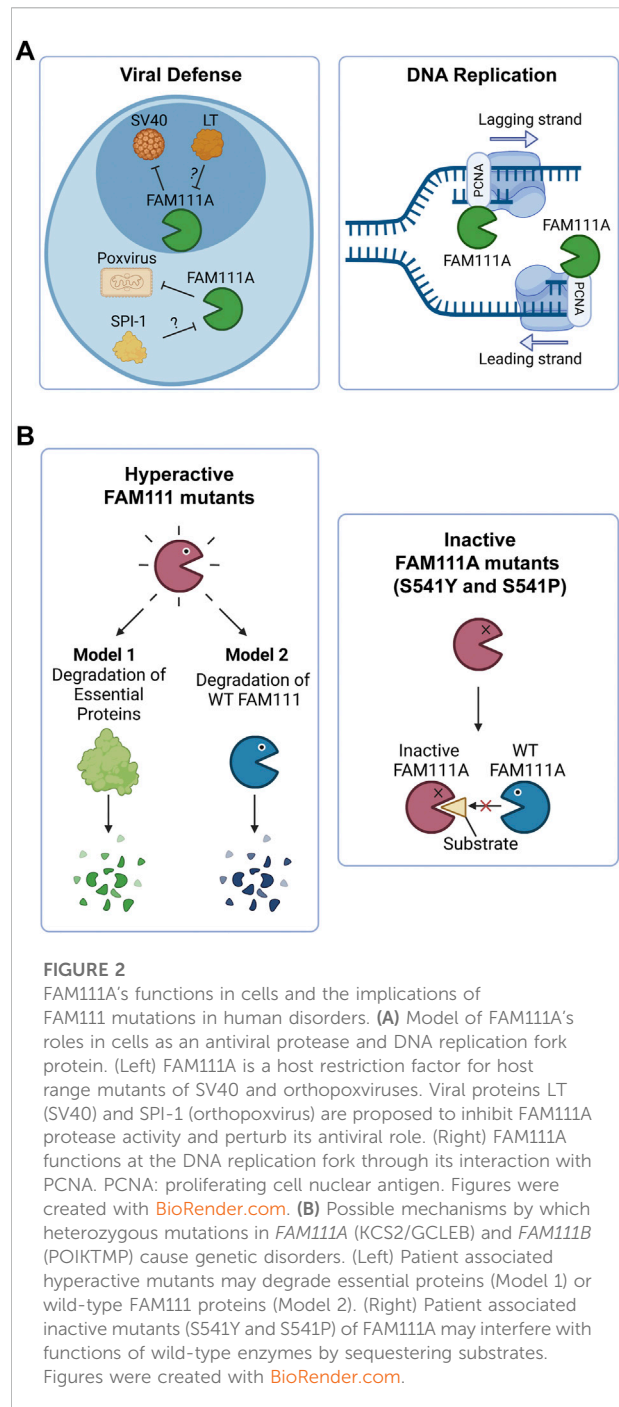 A
Viral Defense
SV40
LT
?
FAM111A
Poxvirus
FAM111A
SPI-1
?
DNA Replication
Lagging strand
PCNA
FAM111A
FAM111A
PCNA
Leading strand
B
Hyperactive
FAM111 mutants
Model 1
Degradation of
Essential
Proteins
Model 2
Degradation of
WT FAM111
Inactive
FAM111A mutants
(S541Y and S541P)
×
Inactive
FAM111A
WT
FAM111A
×
×
Substrate
FIGURE 2
FAM111A's functions in cells and the implications of
FAM111 mutations in human disorders. (A) Model of FAM111A's
roles in cells as an antiviral protease and DNA replication fork
protein. (Left) FAM111A is a host restriction factor for host
range mutants of SV40 and orthopoxviruses. Viral proteins LT
(SV40) and SPI-1 (orthopoxvirus) are proposed to inhibit FAM111A
protease activity and perturb its antiviral role. (Right) FAM111A
functions at the DNA replication fork through its interaction with
PCNA. PCNA: proliferating cell nuclear antigen. Figures were
created with BioRender.com. (B) Possible mechanisms by which
heterozygous mutations in FAM111A (KCS2/GCLEB) and FAM111B
(POIKTMP) cause genetic disorders. (Left) Patient associated
hyperactive mutants may degrade essential proteins (Model 1) or
wild-type FAM111 proteins (Model 2). (Right) Patient associated
inactive mutants (S541Y and S541P) of FAM111A may interfere with
functions of wild-type enzymes by sequestering substrates.
Figures were created with BioRender.com.